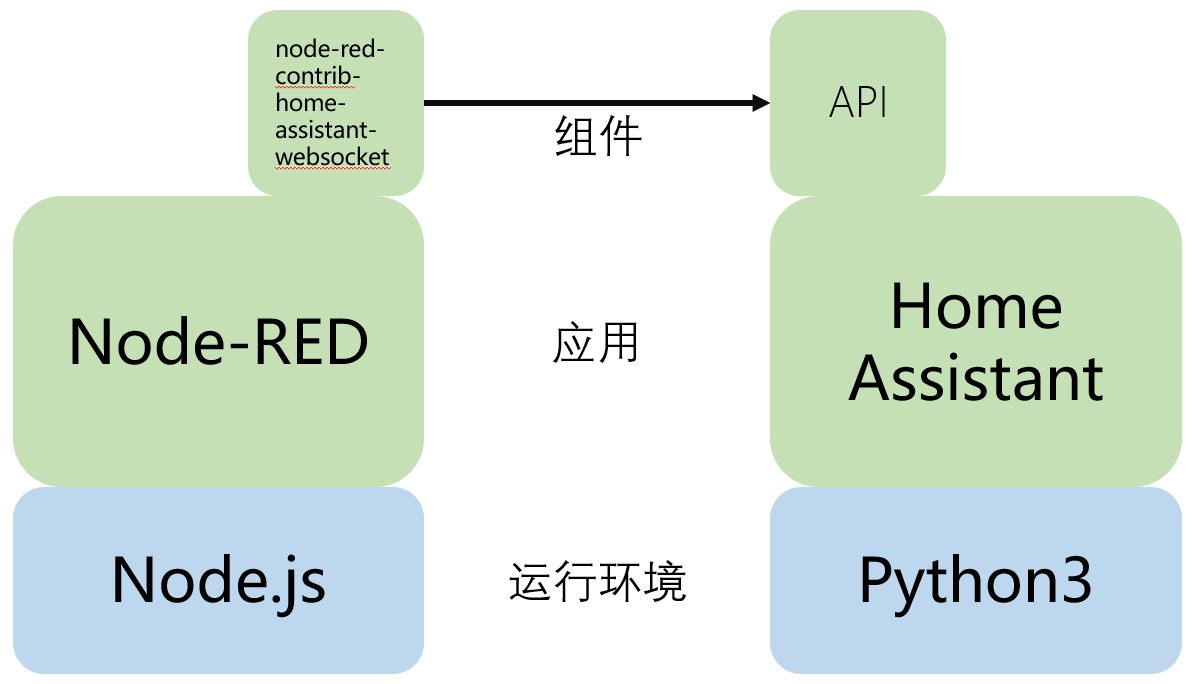 node-red-
contrib-
home-
assistant-
websocket
组件
API
Node-RED
应用
Home
Assistant
Node.js
运行环境
Python3